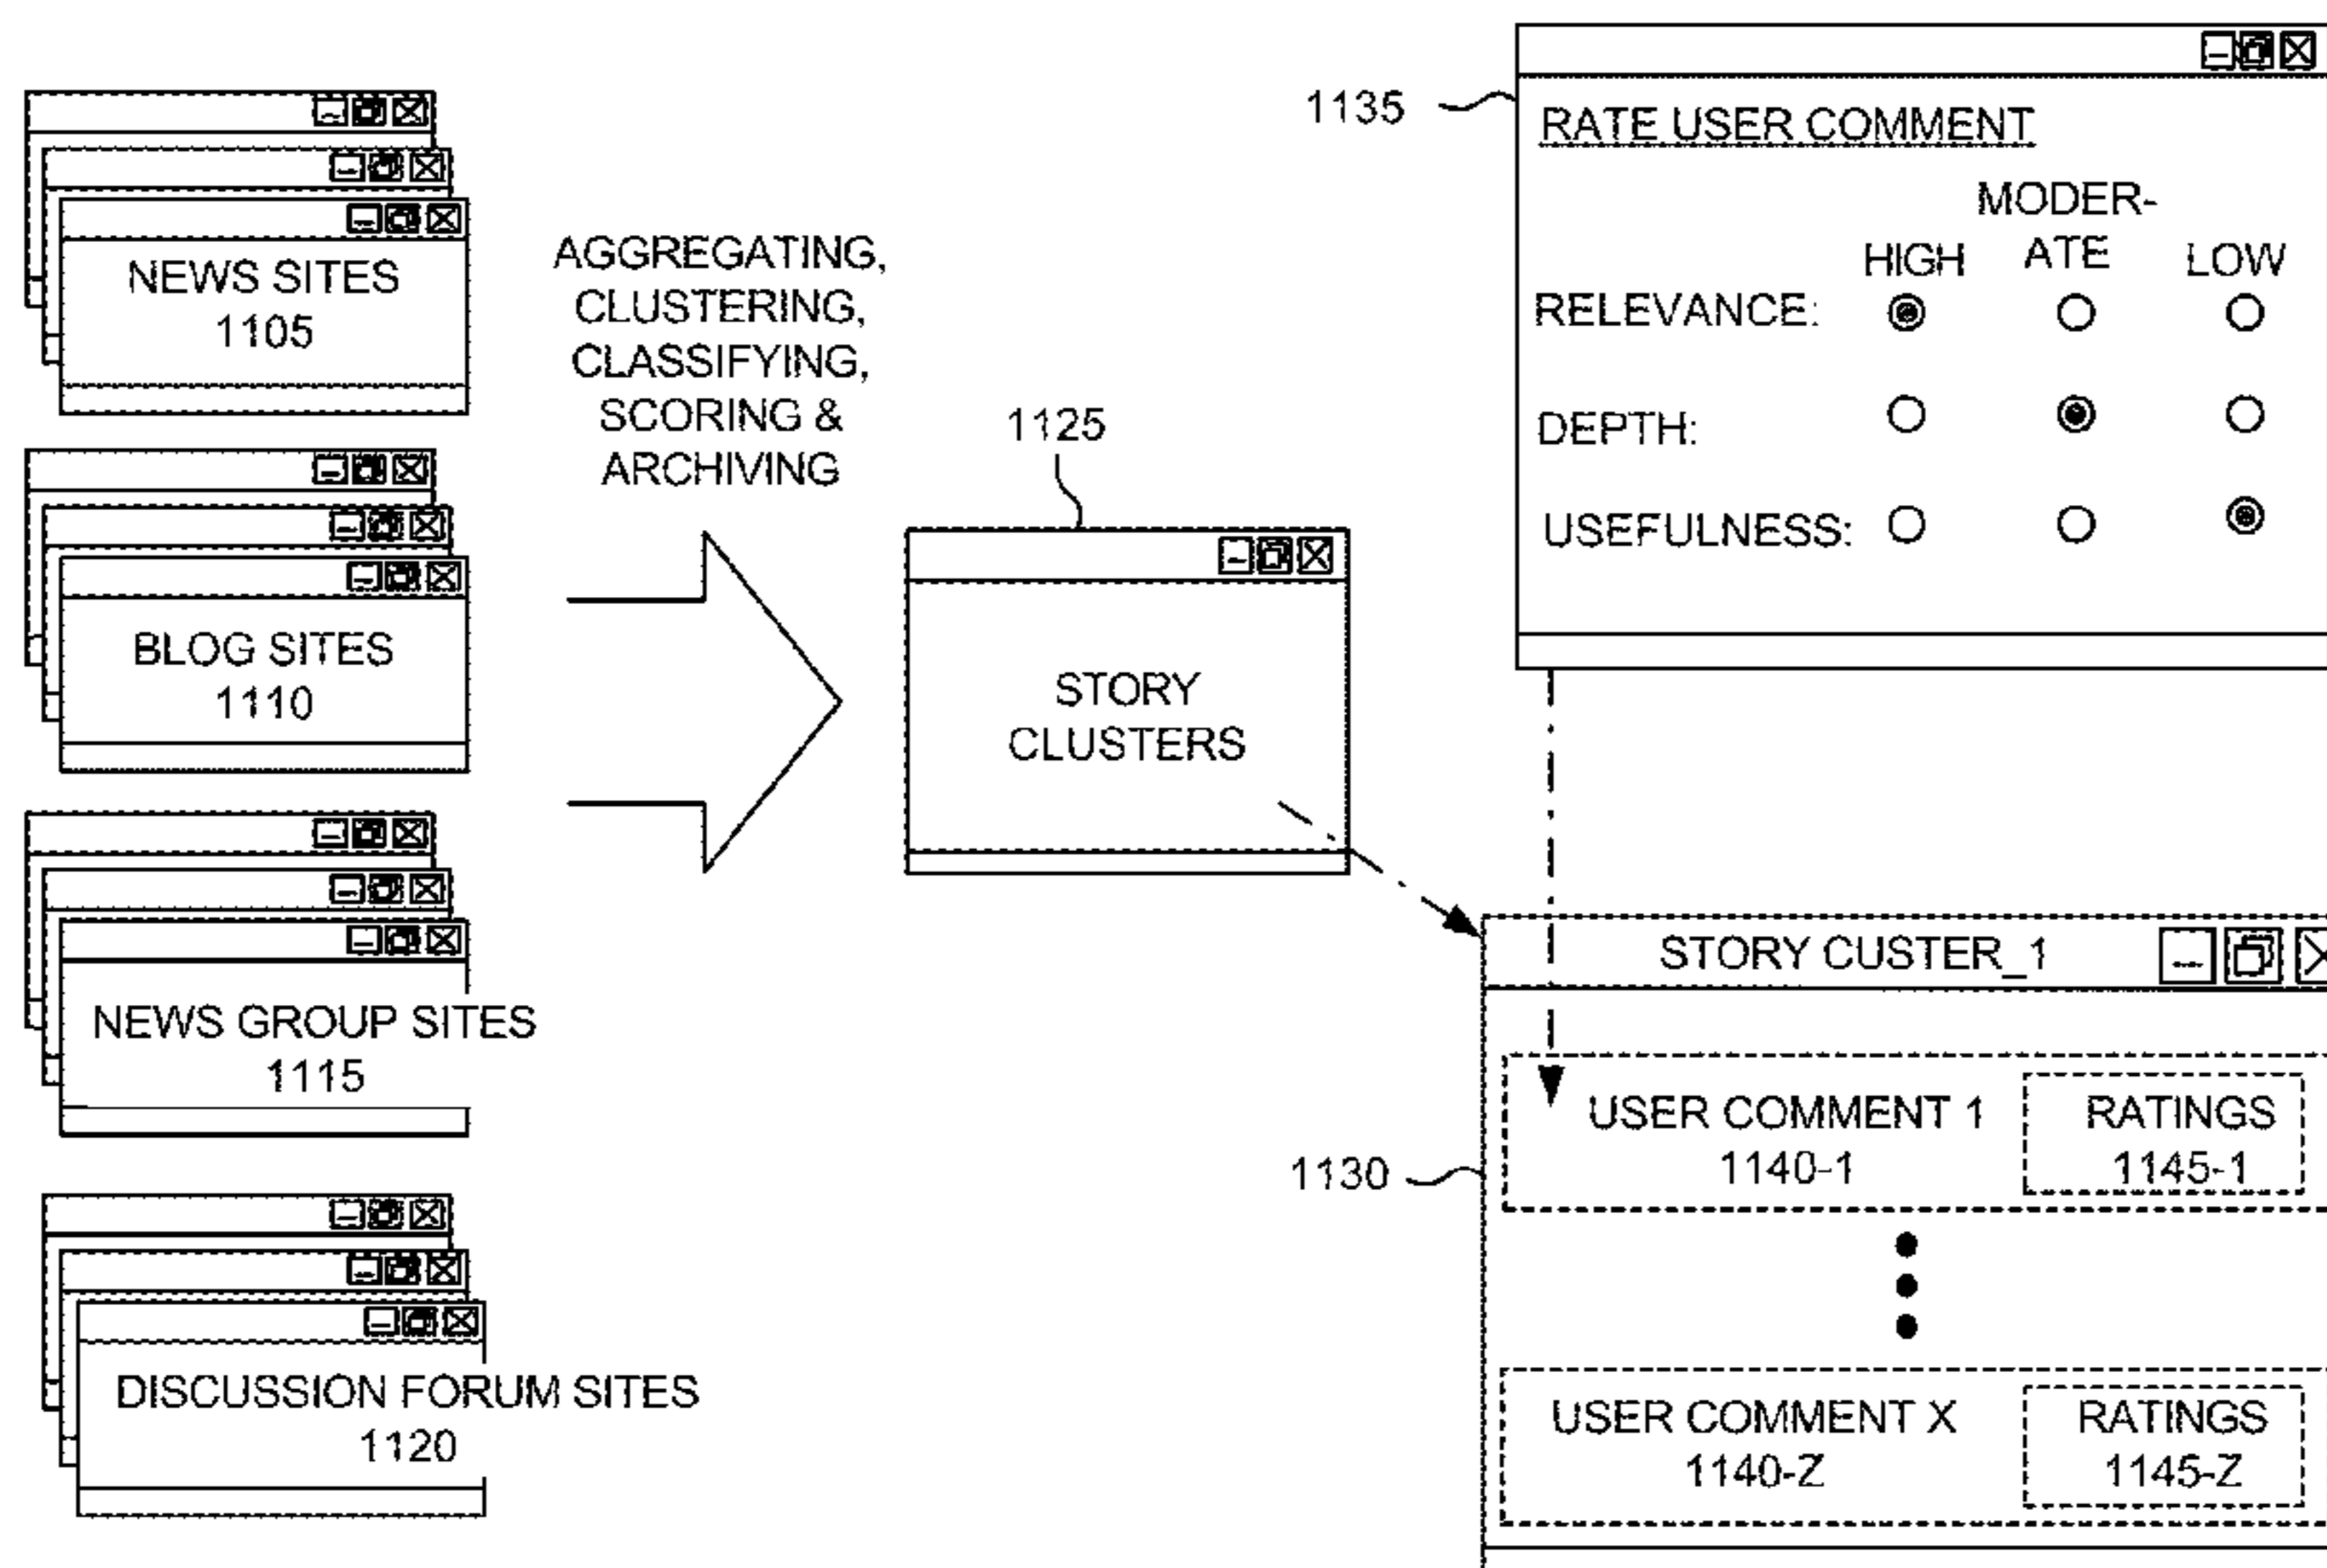 NEWS SITES
1105
BLOG SITES
1110
NEWS GROUP SITES
1115
DISCUSSION FORUM SITES
1120
AGGREGATING,
CLUSTERING,
CLASSIFYING,
SCORING &
ARCHIVING
1125
STORY
CLUSTERS
1135
RATE USER COMMENT
HIGH MODER-
ATE LOW
RELEVANCE:
DEPTH:
USEFULNESS:
1130
STORY CUSTER_1
USER COMMENT 1
1140-1
RATINGS
1145-1
USER COMMENT X
1140-Z
RATINGS
1145-Z